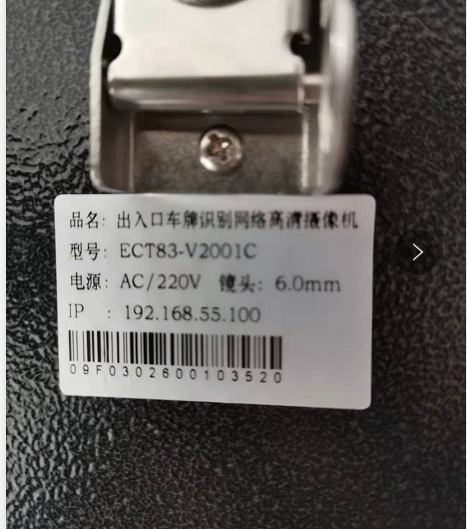 品名: 出入口车牌识别网络高清摄像机
型号: ECT83-V2001C
电源: AC/220V 镜头: 6.0mm
IP : 192.168.55.100
09F0302600103520